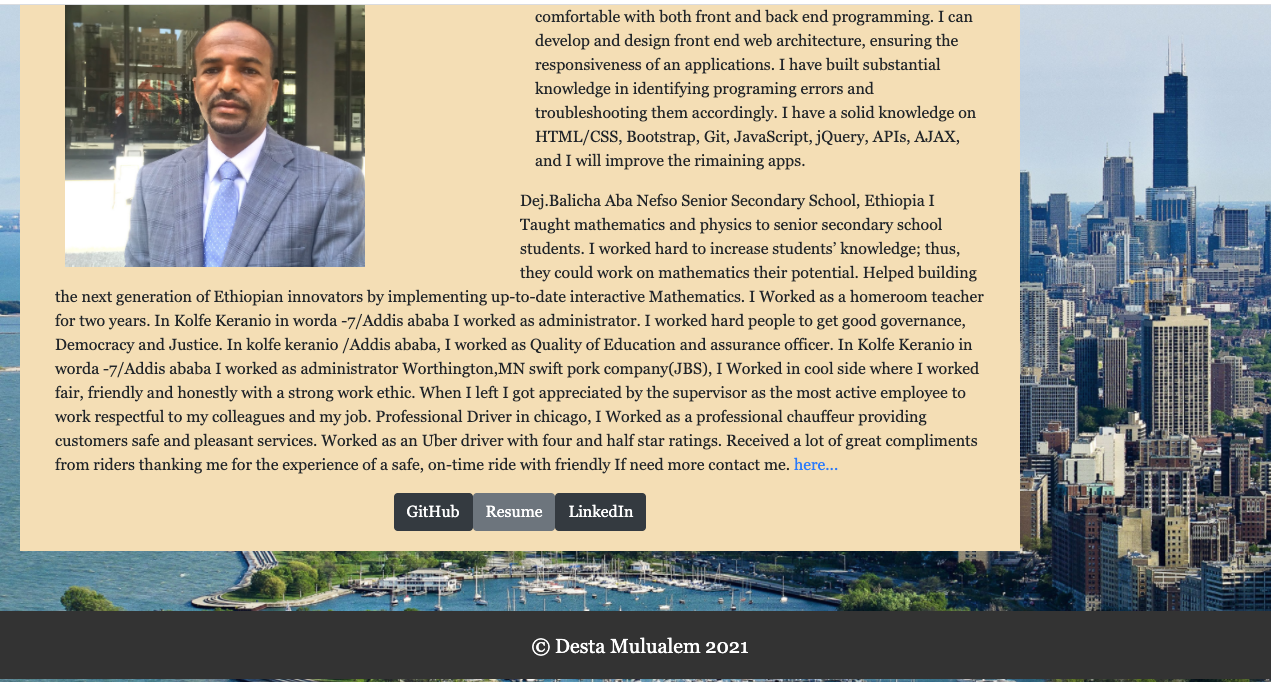 comfortable with both front and back end programming. I can
develop and design front end web architecture, ensuring the
responsiveness of an applications. I have built substantial
knowledge in identifying programing errors and
troubleshooting them accordingly. I have a solid knowledge on
HTML/CSS, Bootstrap, Git, JavaScript, jQuery, APIs, AJAX,
and I will improve the rimaining apps.
Dej.Balicha Aba Nefso Senior Secondary School, Ethiopia I
Taught mathematics and physics to senior secondary school
students. I worked hard to increase students’ knowledge; thus,
they could work on mathematics their potential. Helped building
the next generation of Ethiopian innovators by implementing up-to-date interactive Mathematics. I Worked as a homeroom teacher
for two years. In Kolfe Keranio in worda -7/Addis ababa I worked as administrator. I worked hard people to get good governance,
Democracy and Justice. In kolfe keranio /Addis ababa, I worked as Quality of Education and assurance officer. In Kolfe Keranio in
worda -7/Addis ababa I worked as administrator Worthington,MN swift pork company(JBS), I Worked in cool side where I worked
fair, friendly and honestly with a strong work ethic. When I left I got appreciated by the supervisor as the most active employee to
work respectful to my colleagues and my job. Professional Driver in chicago, I Worked as a professional chauffeur providing
customers safe and pleasant services. Worked as an Uber driver with four and half star ratings. Received a lot of great compliments
from riders thanking me for the experience of a safe, on-time ride with friendly If need more contact me. here...
GitHub Resume LinkedIn
© Desta Mulualem 2021